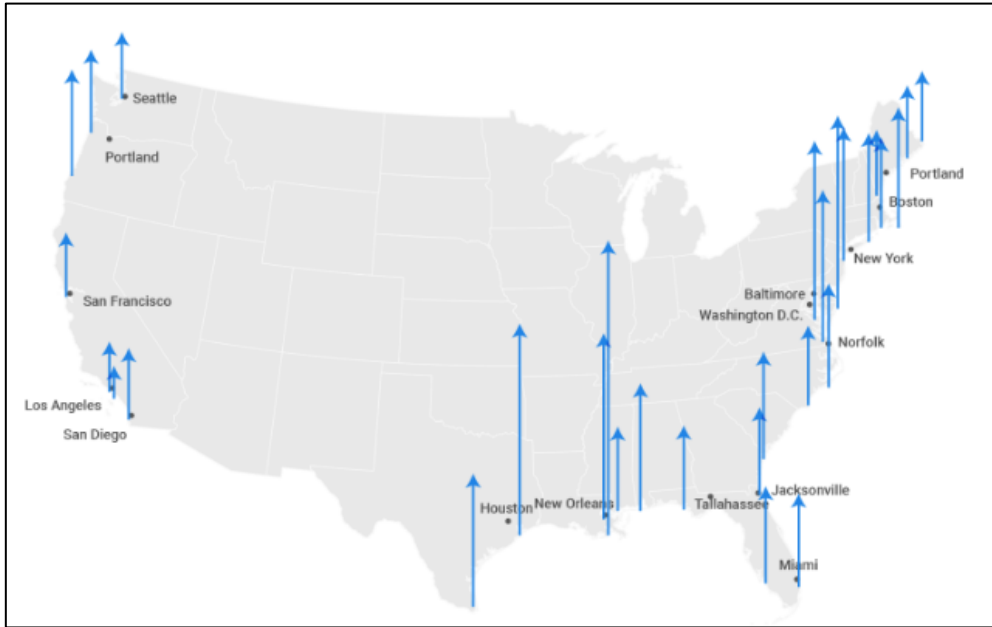 Seattle
Portland
Portland
Boston
New York
Baltimore
Washington D.C.
San Francisco
Norfolk
Los Angeles
San Diego
Jacksonville
Tallahassee
New Orleans
Houston
Miami